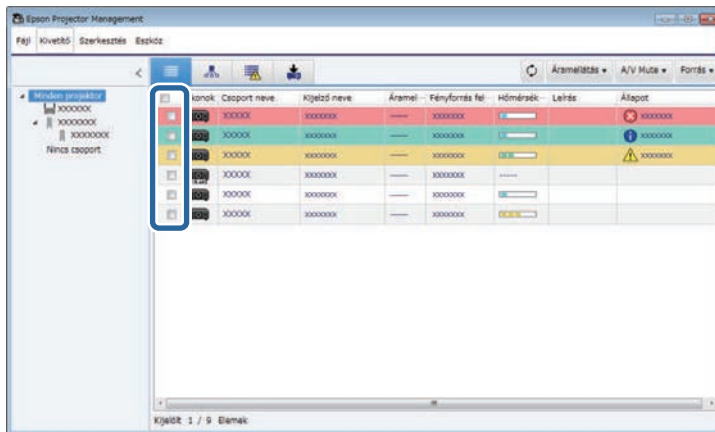 Epson Projector Management
Fájl Kivetítő Szerkesztés Eszköz
Áramellátás A/V Mute Forrás
Minden projektor
XXXXXX
XXXXXXX
XXXXXXX
Nincs csoport
konok Csoport neve Kijelző neve Áramel Fényforrás fel Hőmérsék Leírás Állapot
XXXXX XXXXXXX ---- XXXXXXX XXXXXXX
XXXXX XXXXXXX ---- XXXXXXX XXXXXXX
XXXXX XXXXXXX ---- XXXXXXX XXXXXXX
XXXXX XXXXXXX ---- XXXXXXX -----
XXXXX XXXXXXX ---- XXXXXXX
XXXXX XXXXXXX ---- XXXXXXX
Kijelölt 1 / 9 Elemek